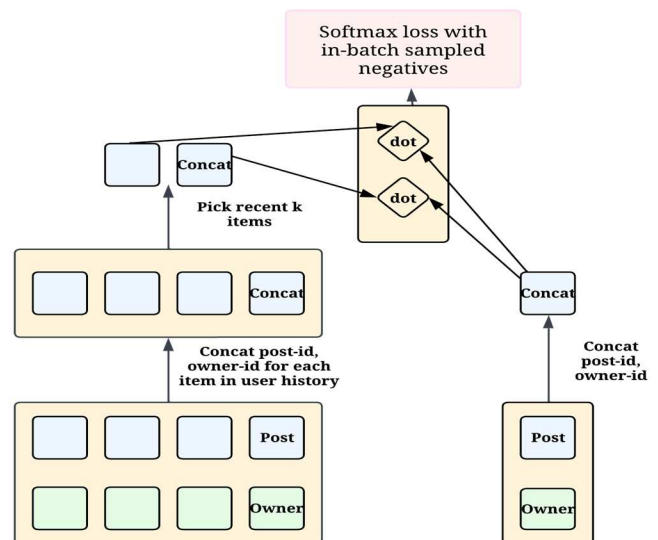 Softmax loss with
in-batch sampled
negatives
dot
Concat
Pick recent k
items
dot
Concat
Concat
Concat post-id,
owner-id for each
item in user history
Concat
post-id,
owner-id
Post
Post
Owner
Owner